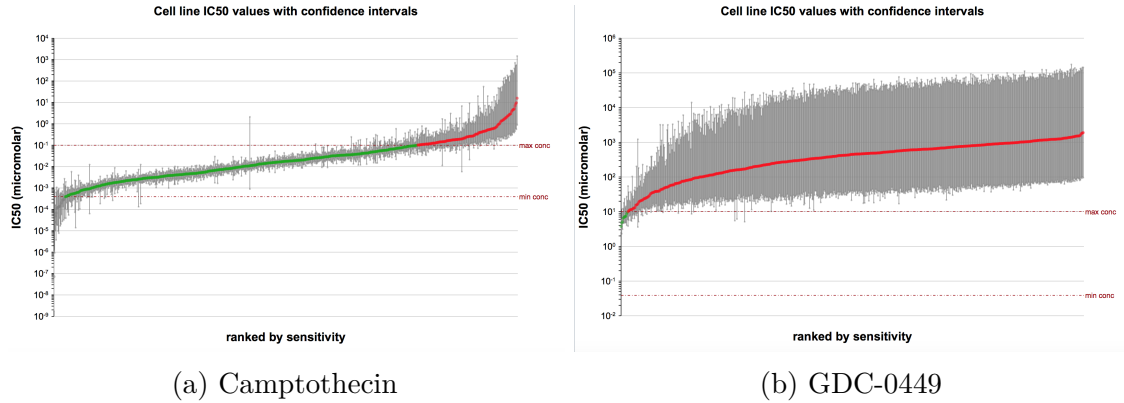 Cell line IC50 values with confidence intervals
IC50 (micromolar)
10⁴
10³
10²
10¹
10⁰
10⁻¹
10⁻²
10⁻³
10⁻⁴
10⁻⁵
10⁻⁶
10⁻⁷
10⁻⁸
10⁻⁹
max conc
min conc
ranked by sensitivity
(a) Camptothecin
Cell line IC50 values with confidence intervals
IC50 (micromolar)
10⁶
10⁵
10⁴
10³
10²
10¹
10⁰
10⁻¹
10⁻²
max conc
min conc
ranked by sensitivity
(b) GDC-0449